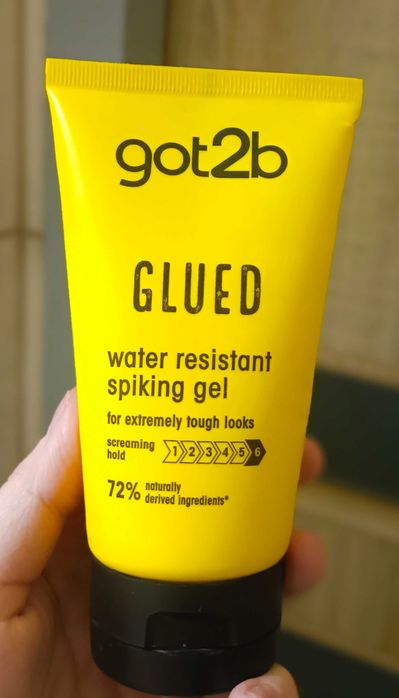 got2b
GLUED
water resistant
spiking gel
for extremely tough looks
screaming
hold
1 2 3 4 5 6
72% naturally
derived ingredients*